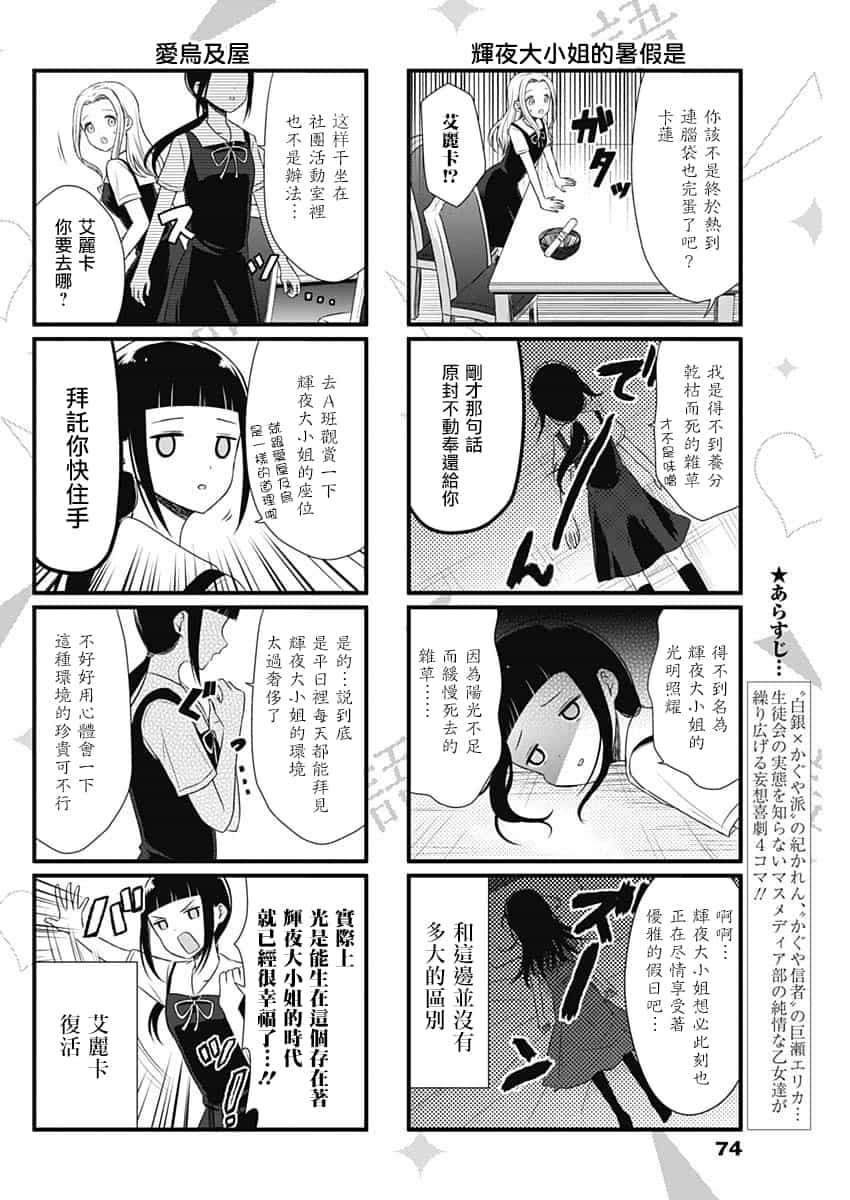 輝夜大小姐的暑假是
你該不是終於熱到
連腦袋也完蛋了吧？
卡蓮
艾麗卡!?
ガタッ
我是得不到養分
乾枯而死的雜草
才不是味噌
剛才那句話
原封不動奉還給你
得不到名為
輝夜大小姐的
光明照耀
因為陽光不足
而緩慢死去的
雜草……
啊啊…
輝夜大小姐想必此刻也
正在尽情享受著
優雅的假日吧…
和這邊並沒有
多大的區別
愛烏及屋
这样干坐在
社團活動室裡
也不是辦法…
艾麗卡
你要去哪？
去A班觀賞一下
輝夜大小姐的座位
就跟愛屋及烏
是一樣的道理啦
拜託你快住手
是的…説到底
是平日裡每天都能拜見
輝夜大小姐的環境
太過奢侈了
不好好用心體會一下
這種環境的珍貴可不行
實際上
光是能生在這個存在著
輝夜大小姐的時代
就已經很幸福了…!!
艾麗卡
復活
★あらすじ…
〝白銀×かぐや派〟の紀かれん、〝かぐや信者〟の巨瀬エリカ…
生徒会の実態を知らないマスメディア部の純情な乙女達が
繰り広げる妄想喜劇4コマ!!
74